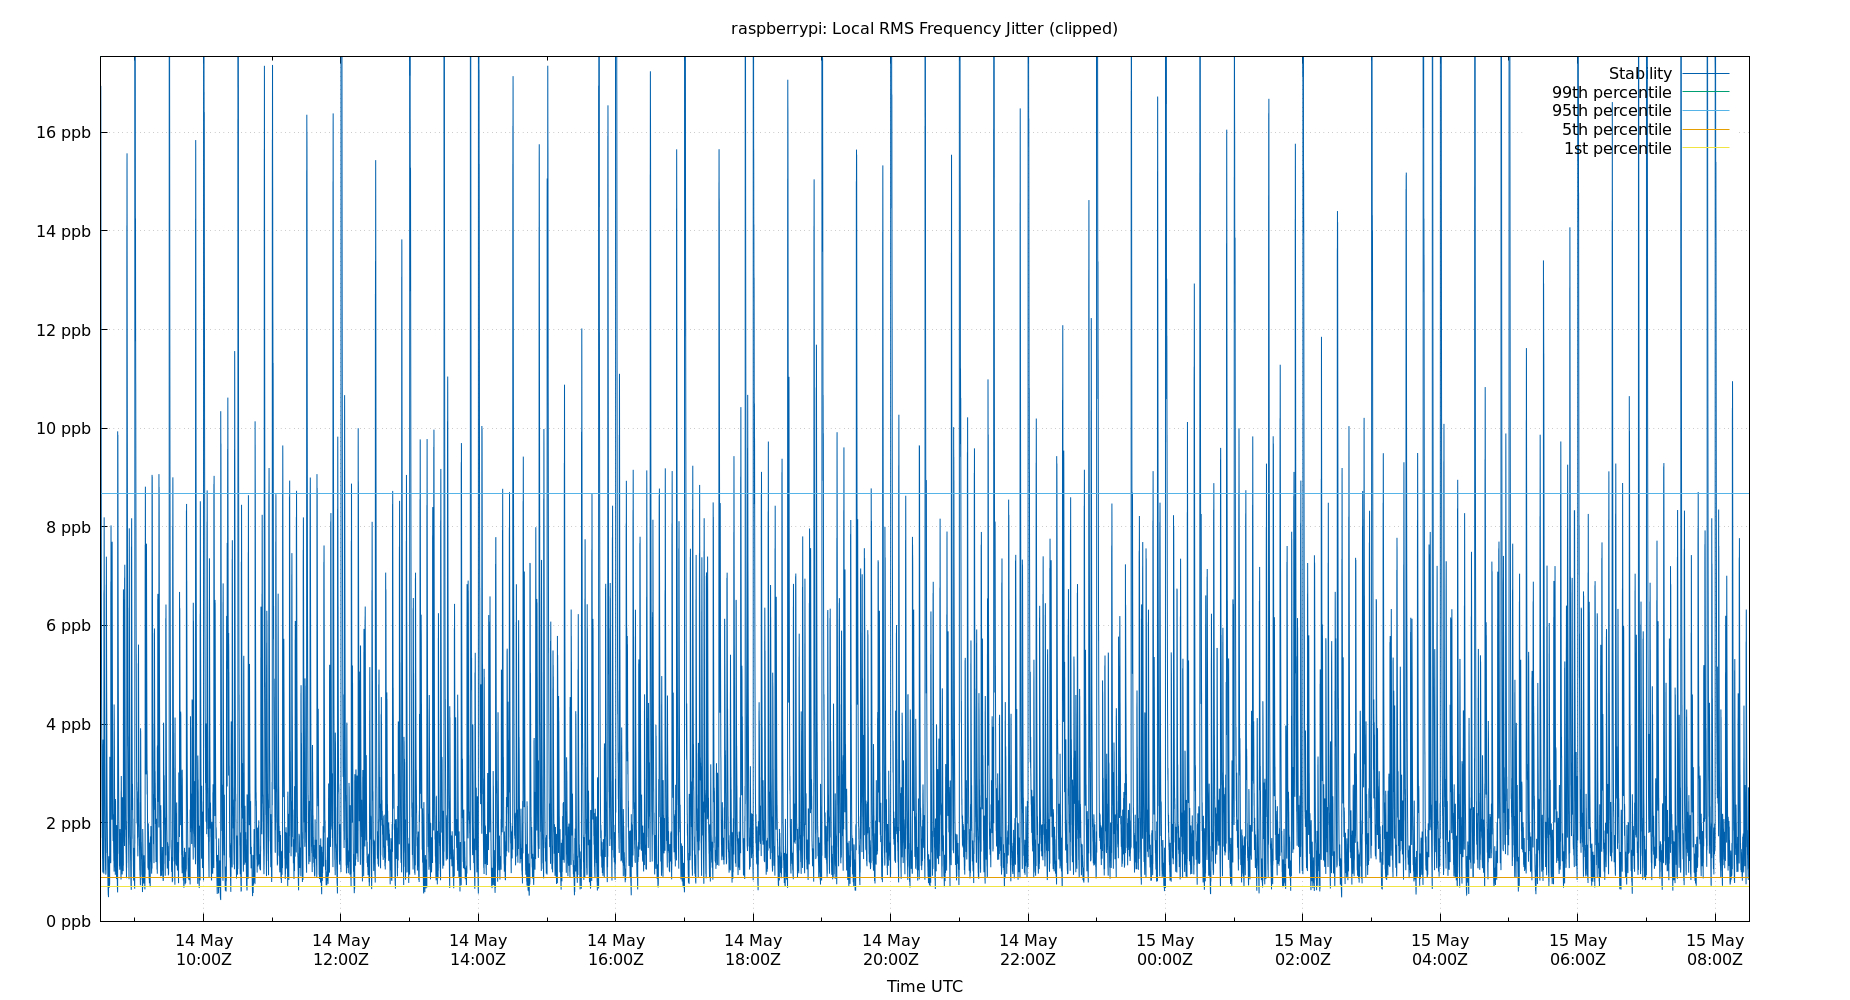 raspberrypi: Local RMS Frequency Jitter (clipped)
Stability
99th percentile
95th percentile
5th percentile
1st percentile
16 ppb
14 ppb
12 ppb
10 ppb
8 ppb
6 ppb
4 ppb
2 ppb
0 ppb
14 May 14 May 14 May 14 May 14 May 14 May 14 May 15 May 15 May 15 May 15 May 15 May
10:00Z 12:00Z 14:00Z 16:00Z 18:00Z 20:00Z 22:00Z 00:00Z 02:00Z 04:00Z 06:00Z 08:00Z
Time UTC